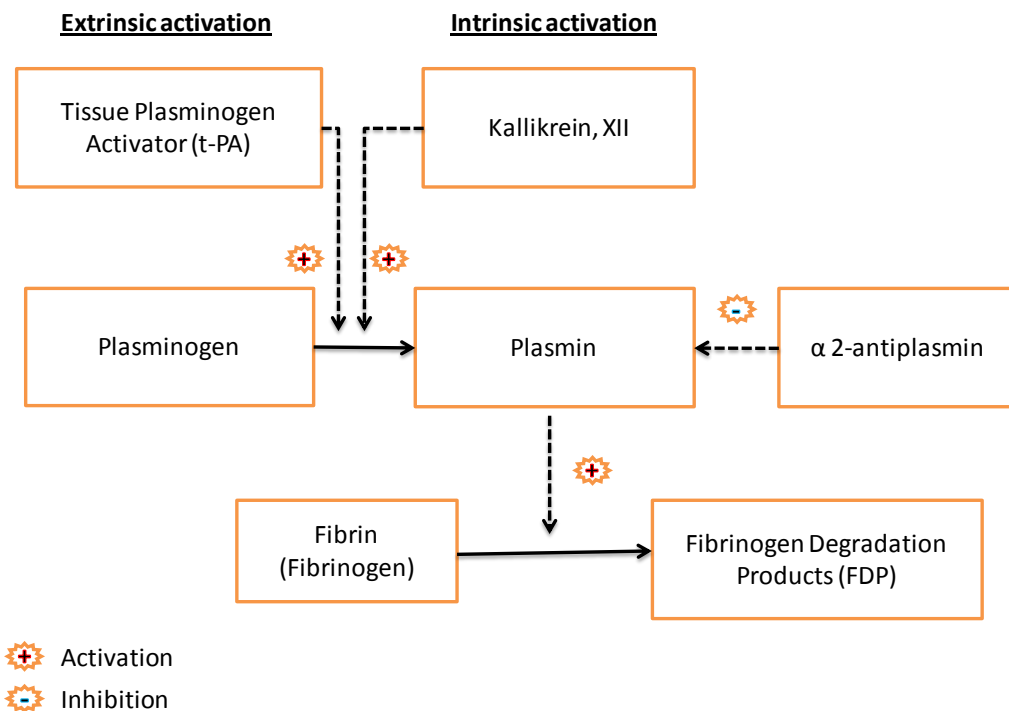 Extrinsic activation
Intrinsic activation
Tissue Plasminogen
Activator (t-PA)
Kallikrein, XII
+
+
Plasminogen
Plasmin
-
α 2-antiplasmin
+
Fibrin
(Fibrinogen)
Fibrinogen Degradation
Products (FDP)
+ Activation
- Inhibition